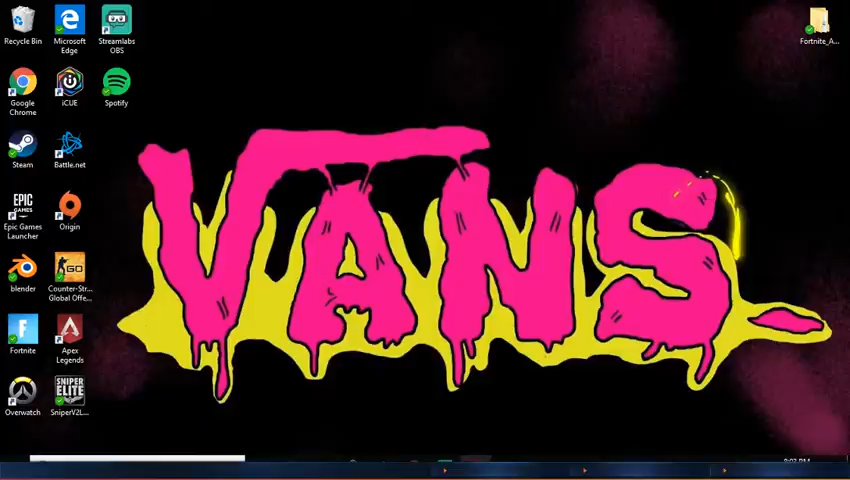 Recycle Bin
Microsoft Edge
Streamlabs OBS
Fortnite_A...
Google Chrome
iCUE
Spotify
Steam
Battle.net
EPIC GAMES
Epic Games Launcher
Origin
blender
GO
Counter-Str... Global Offe...
F
Fortnite
Apex Legends
Overwatch
SNIPER ELITE
SniperV2L...
VANS